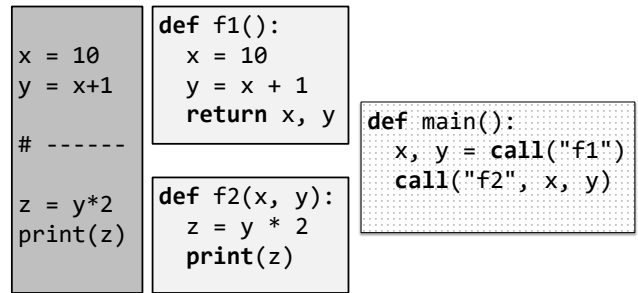 x = 10
y = x+1
# ------
z = y*2
print(z)
def f1():
  x = 10
  y = x + 1
  return x, y
def f2(x, y):
  z = y * 2
  print(z)
def main():
  x, y = call("f1")
  call("f2", x, y)